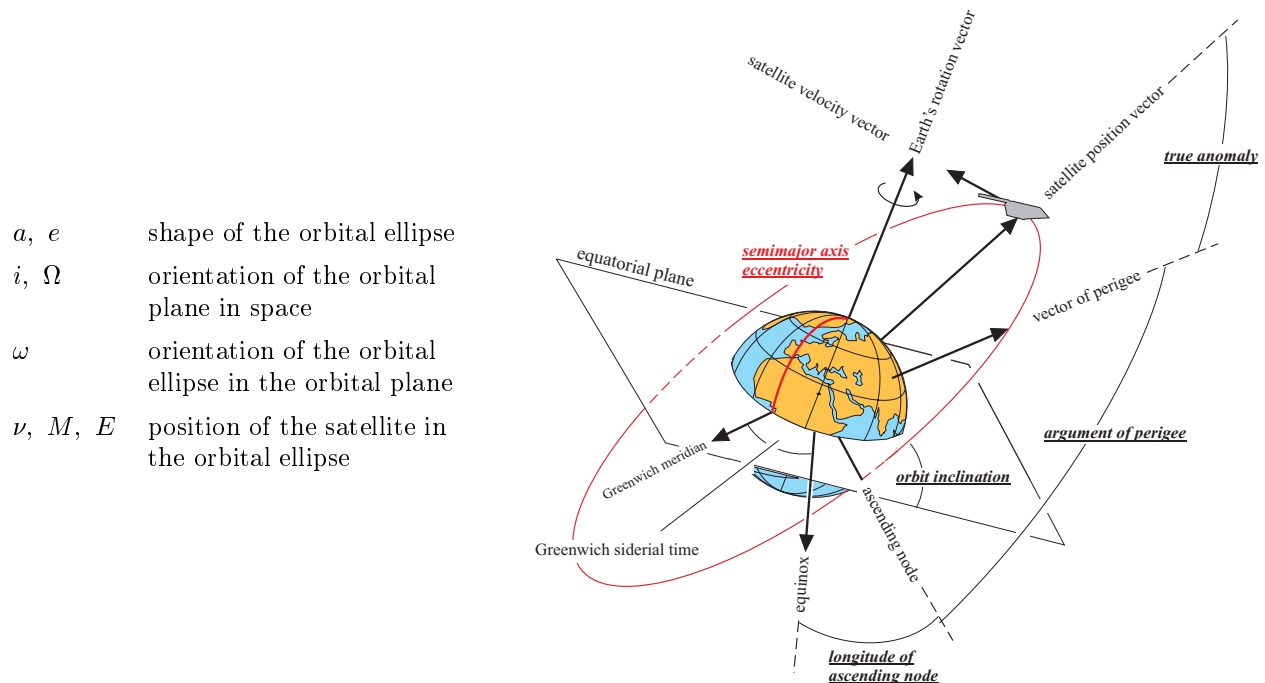 a, e shape of the orbital ellipse
i, Ω orientation of the orbital
plane in space
ω orientation of the orbital
ellipse in the orbital plane
ν, M, E position of the satellite in
the orbital ellipse
satellite velocity vector
Earth's rotation vector
satellite position vector
true anomaly
semimajor axis
eccentricity
equatorial plane
vector of perigee
argument of perigee
Greenwich meridian
orbit inclination
ascending node
Greenwich siderial time
equinox
longitude of
ascending node